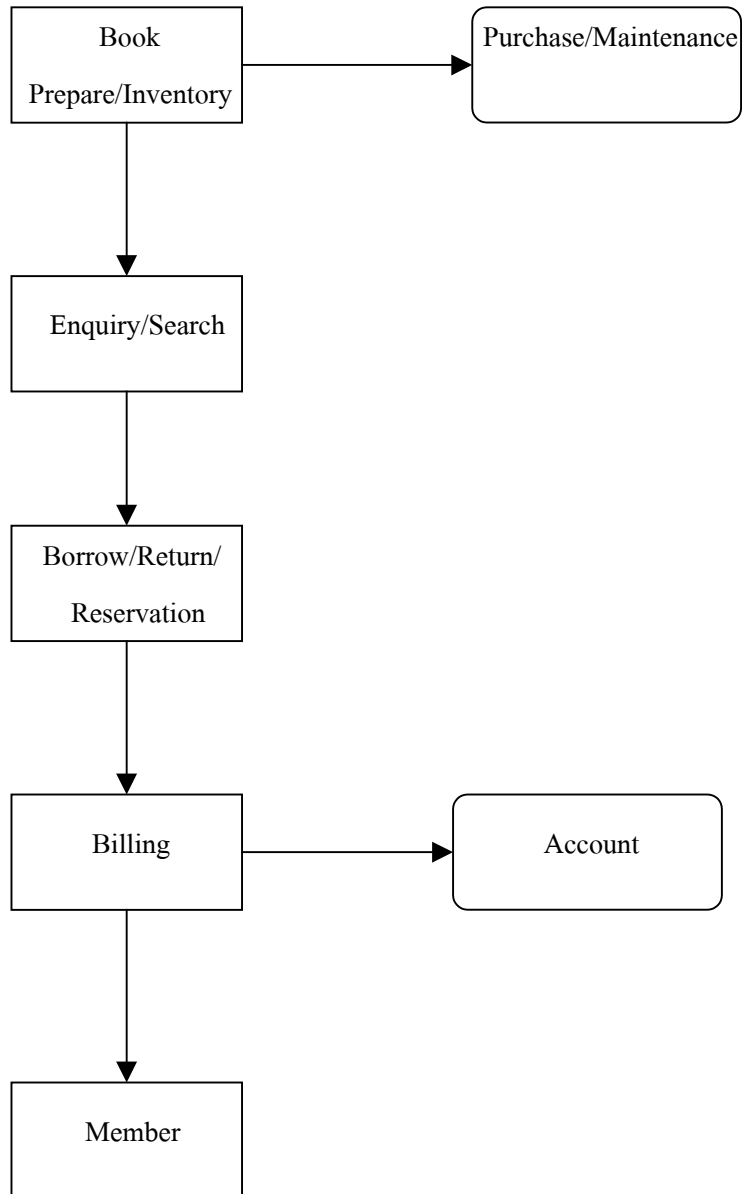 Book
Prepare/Inventory
Purchase/Maintenance
Enquiry/Search
Borrow/Return/
Reservation
Billing
Account
Member